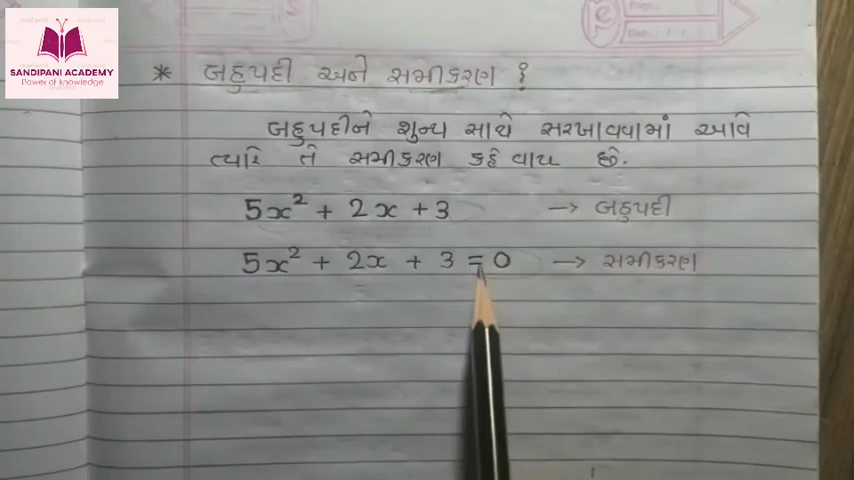 SANDIPANI ACADEMY
Power of knowledge
* બહુપદી અને સમીકરણ :
બહુપદીને શુન્ય સાથે સરખાવવામાં આવે
ત્યારે તે સમીકરણ કહેવાય છે.
5x² + 2x + 3 → બહુપદી
5x² + 2x + 3 = 0 → સમીકરણ